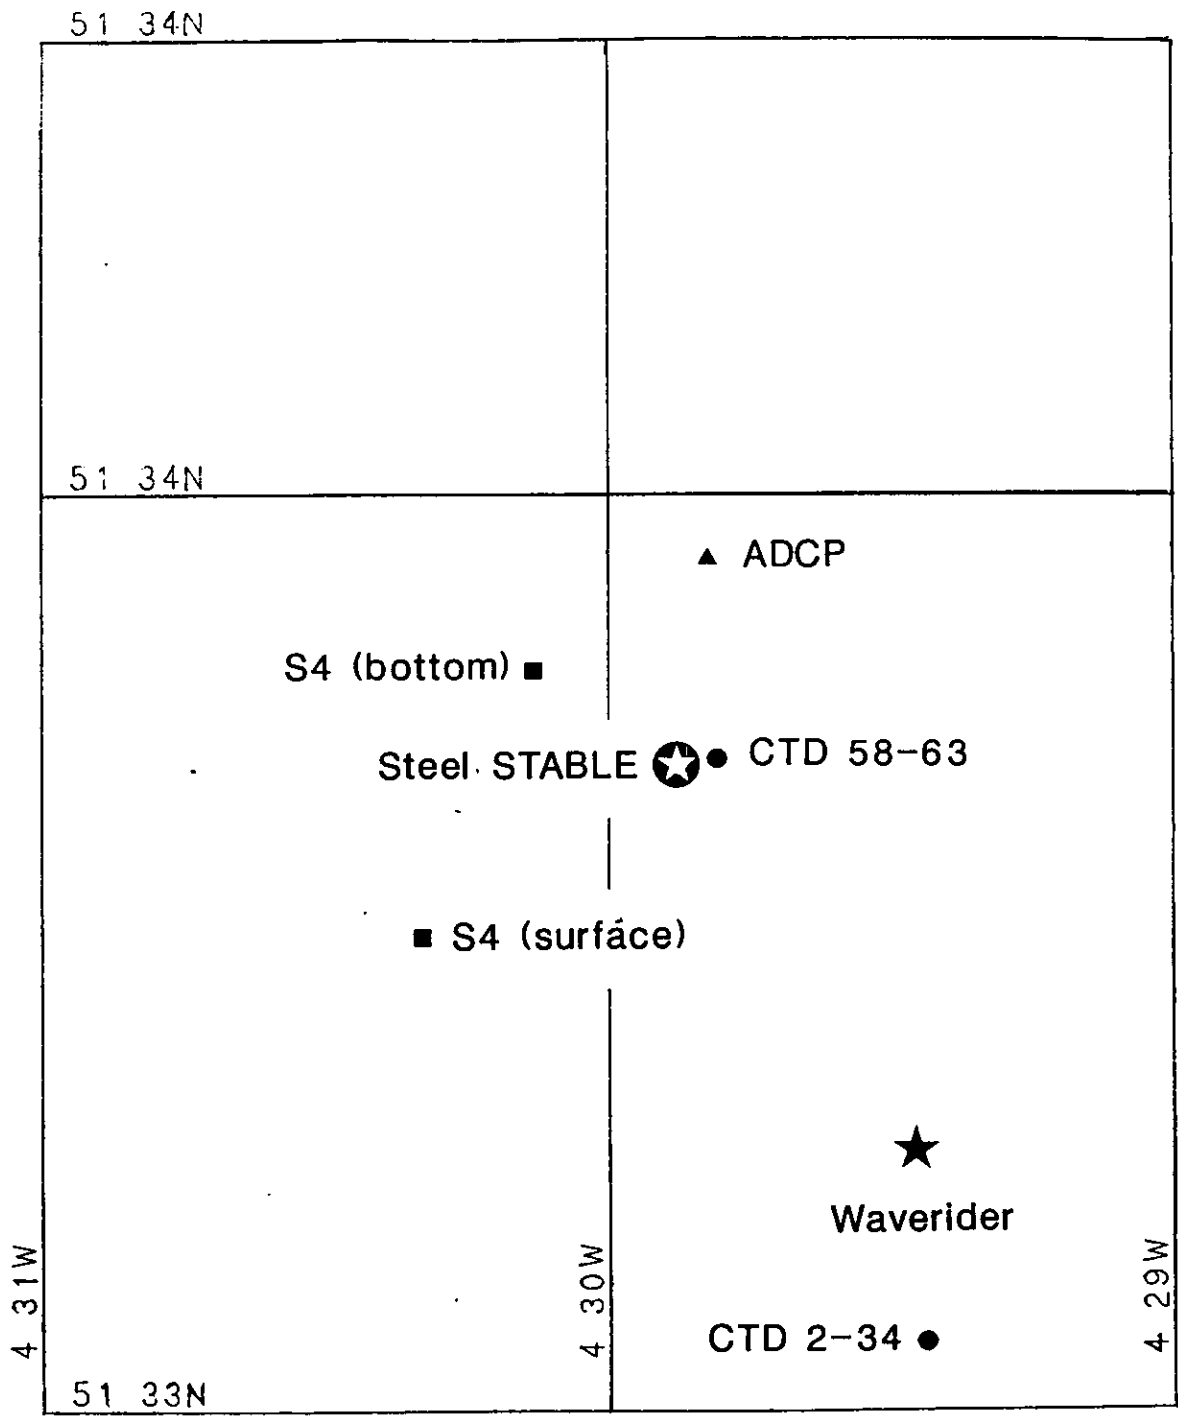 51 34N
51 34N
ADCP
S4 (bottom)
Steel STABLE
CTD 58-63
S4 (surface)
Waverider
4 31W
4 30W
4 29W
CTD 2-34
51 33N